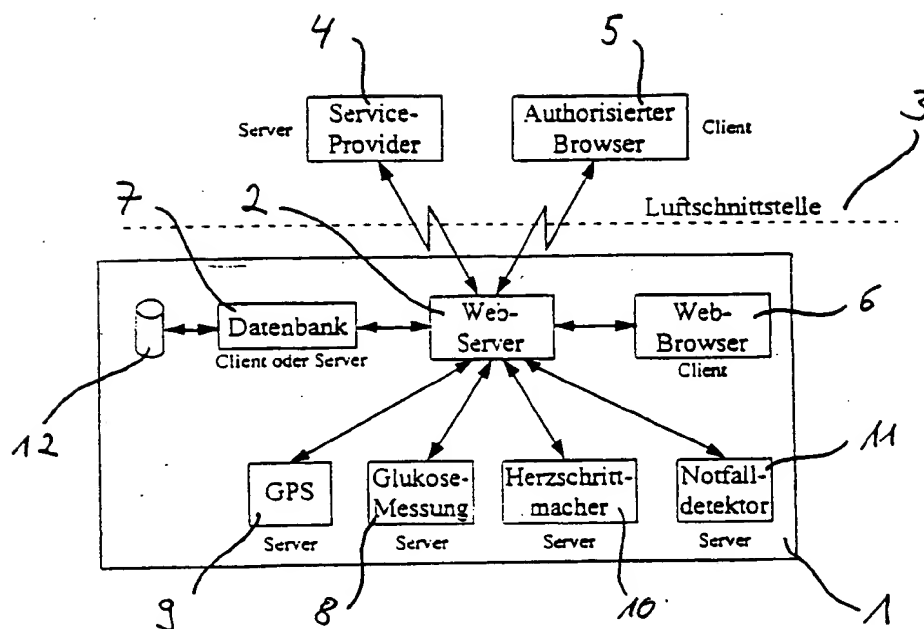 4
5
3
Server
Service-
Provider
Authorisierter
Browser
Client
Luftschnittstelle
7
2
6
Datenbank
Client oder Server
Web-
Server
Web-
Browser
Client
12
11
GPS
Server
Glukose-
Messung
Server
Herzschritt-
macher
Server
Notfall-
detektor
Server
9
8
10
1